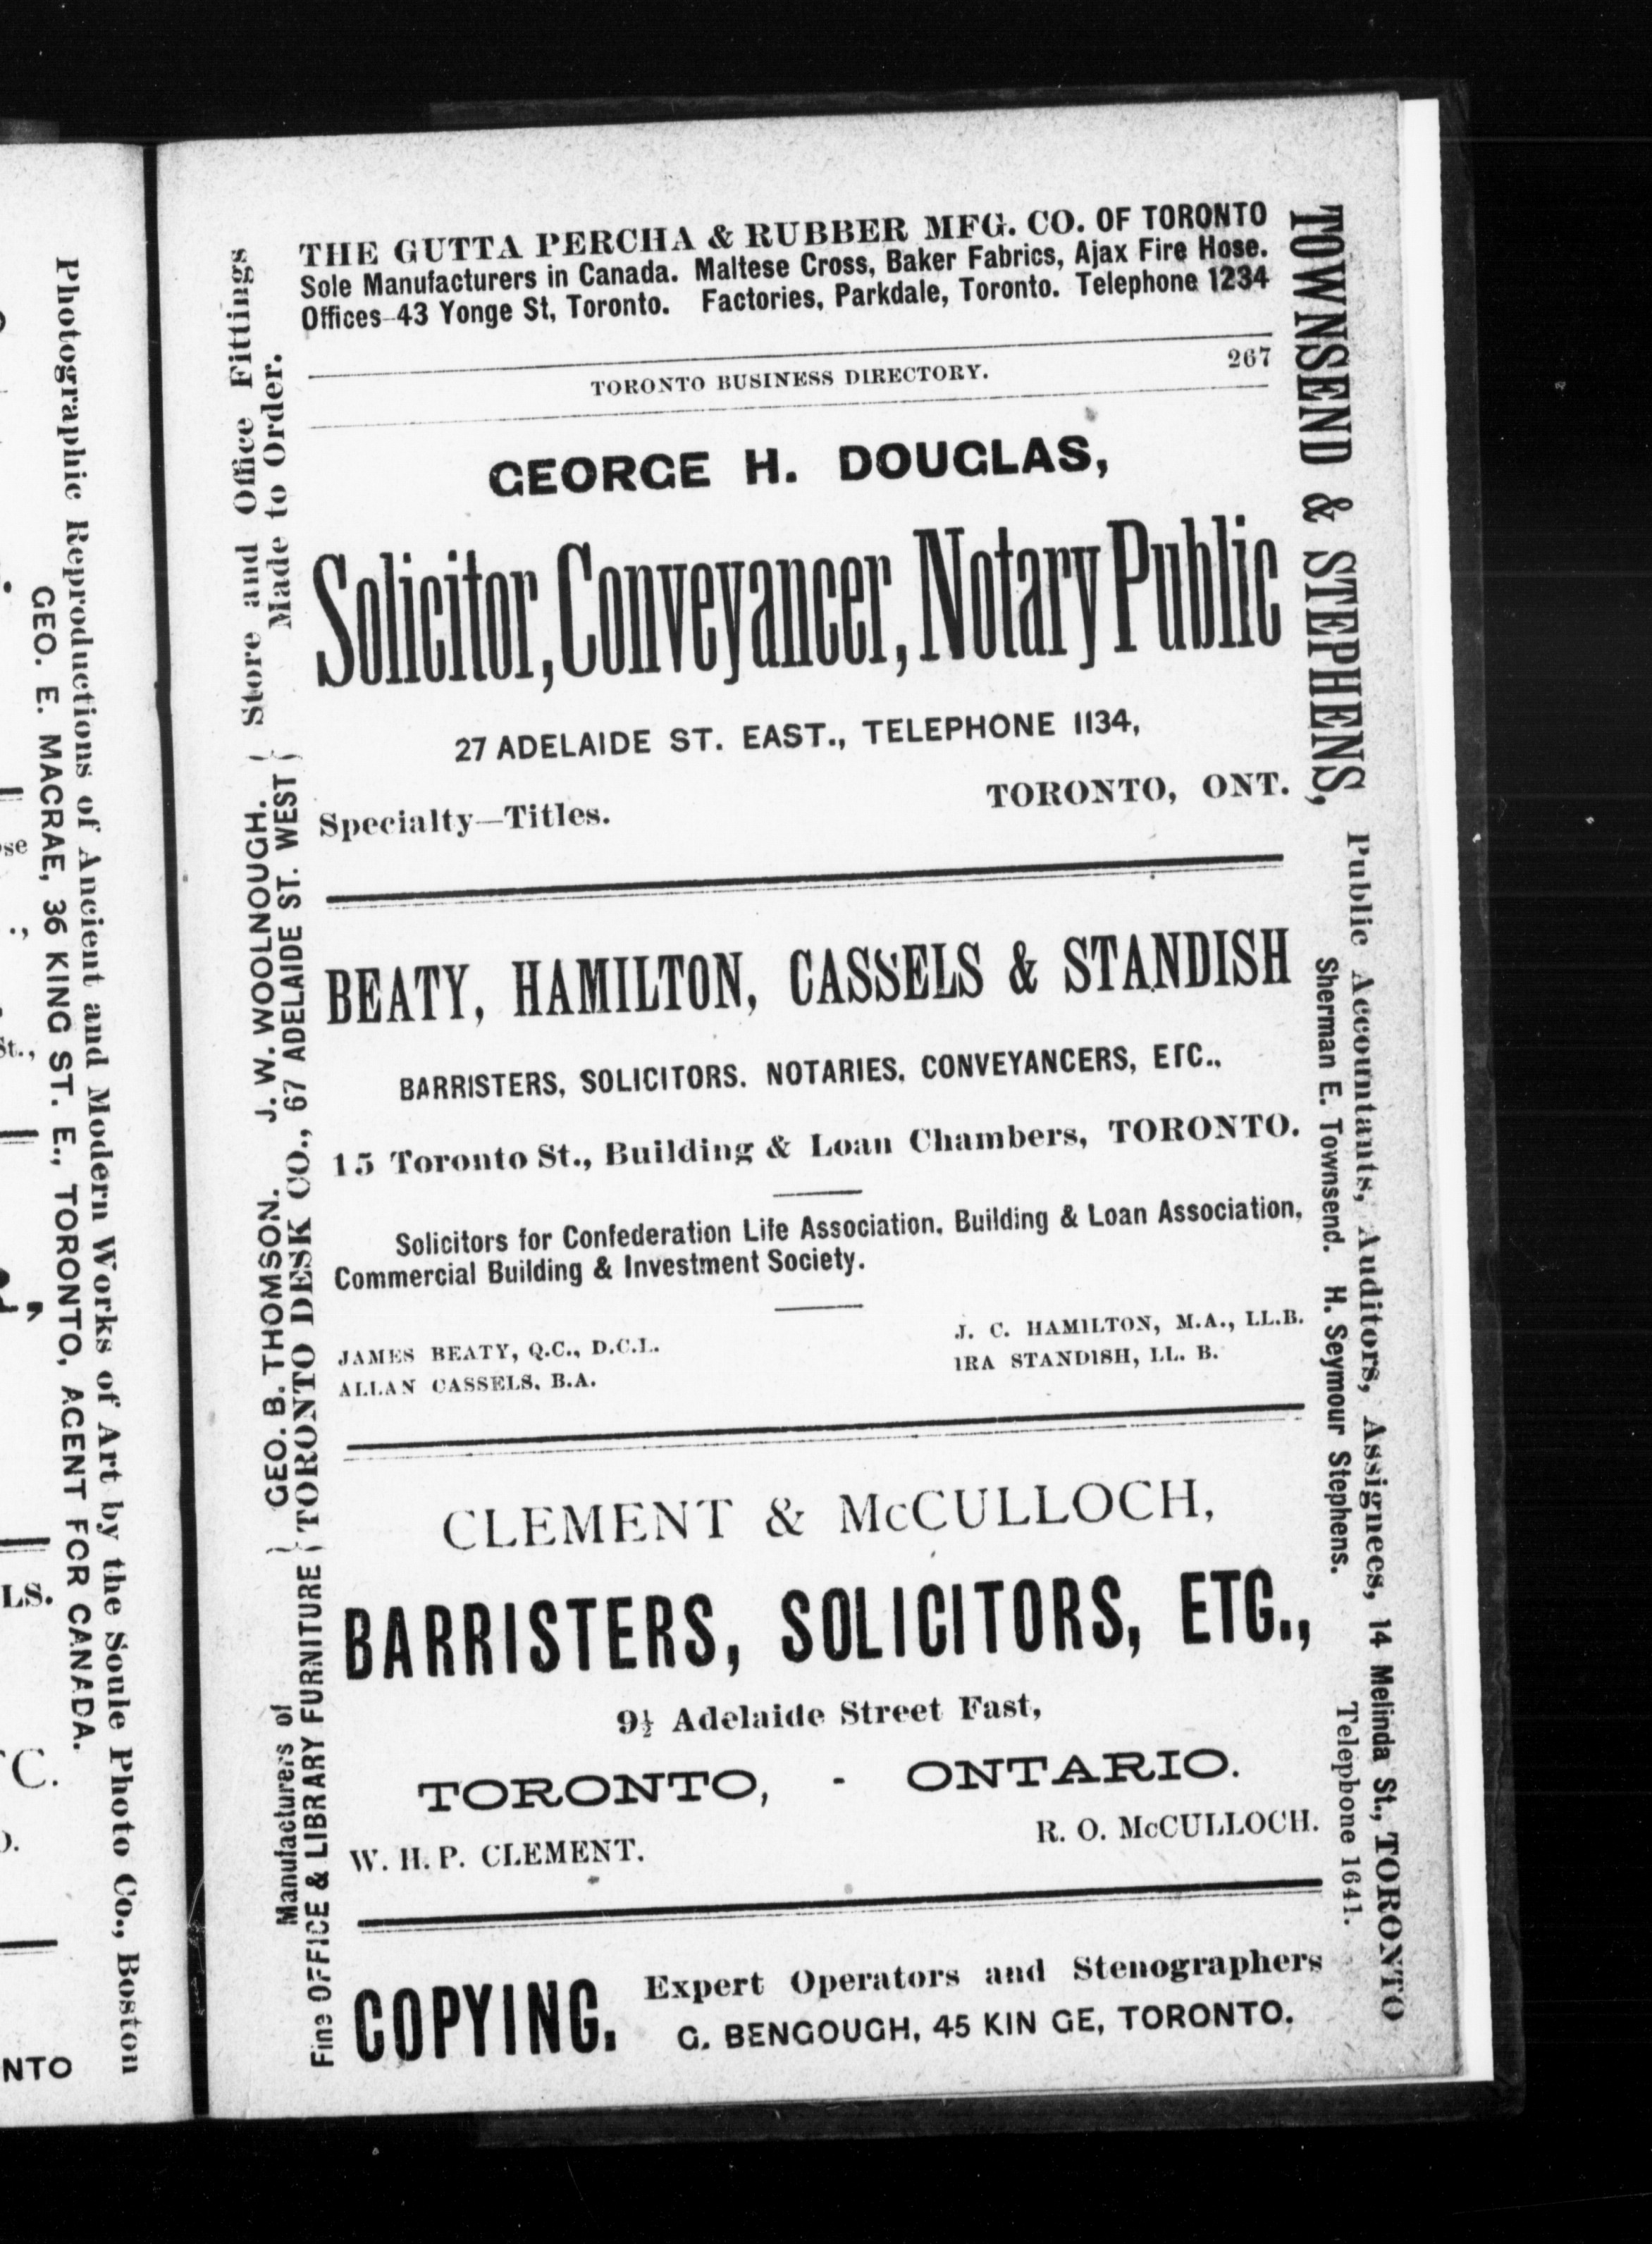 THE GUTTA PERCHA & RUBBER MFG. CO. OF TORONTO
Sole Manufacturers in Canada. Maltese Cross, Baker Fabrics, Ajax Fire Hose.
Offices 43 Yonge St, Toronto. Factories, Parkdale, Toronto. Telephone 1234
TORONTO BUSINESS DIRECTORY. 267
GEORGE H. DOUGLAS,
Solicitor, Conveyancer, Notary Public
27 ADELAIDE ST. EAST., TELEPHONE 1134,
TORONTO, ONT.
Specialty—Titles.
BEATY, HAMILTON, CASSELS & STANDISH
BARRISTERS, SOLICITORS. NOTARIES, CONVEYANCERS, ETC.,
15 Toronto St., Building & Loan Chambers, TORONTO.
Solicitors for Confederation Life Association, Building & Loan Association,
Commercial Building & Investment Society.
JAMES BEATY, Q.C., D.C.L. J. C. HAMILTON, M.A., LL.B.
ALLAN CASSELS, B.A. IRA STANDISH, LL. B.
CLEMENT & McCULLOCH,
BARRISTERS, SOLICITORS, ETC.,
9½ Adelaide Street East,
TORONTO, - ONTARIO.
W. H. P. CLEMENT. R. O. McCULLOCH.
COPYING. Expert Operators and Stenographers
G. BENGOUGH, 45 KIN GE, TORONTO.
Manufacturers of } GEO. B. THOMSON. J. W. WOOLNOUGH. { Store and Office Fittings
Fine OFFICE & LIBRARY FURNITURE } TORONTO DESK CO., 67 ADELAIDE ST. WEST { Made to Order.
TOWNSEND & STEPHENS, Public Accountants, Auditors, Assignees, 14 Melinda St., TORONTO
Sherman E. Townsend. H. Seymour Stephens. Telephone 1641.
Photographic Reproductions of Ancient and Modern Works of Art by the Soule Photo Co., Boston
GEO. E. MACRAE, 36 KING ST. E., TORONTO, AGENT FOR CANADA.
St.,
LS.
C.
NTO